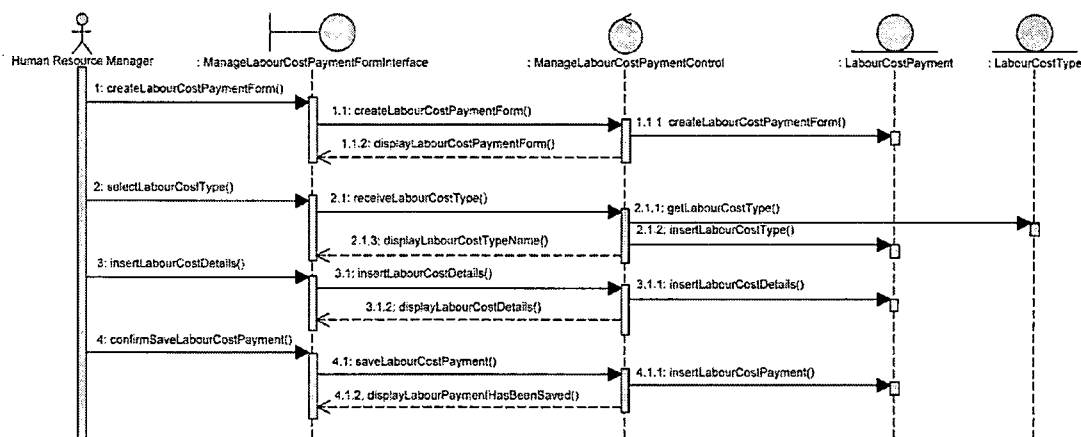 Human Resource Manager
: ManageLabourCostPaymentFormInterface
: ManageLabourCostPaymentControl
: LabourCostPayment
: LabourCostType
1: createLabourCostPaymentForm()
1.1: createLabourCostPaymentForm()
1.1.1 createLabourCostPaymentForm()
1.1.2: displayLabourCostPaymentForm()
2: selectLabourCostType()
2.1: receiveLabourCostType()
2.1.1: getLabourCostType()
2.1.2: insertLabourCostType()
2.1.3: displayLabourCostTypeName()
3: insertLabourCostDetails()
3.1: insertLabourCostDetails()
3.1.1: insertLabourCostDetails()
3.1.2: displayLabourCostDetails()
4: confirmSaveLabourCostPayment()
4.1: saveLabourCostPayment()
4.1.1: insertLabourCostPayment()
4.1.2, displayLabourPaymentHasBeenSaved()